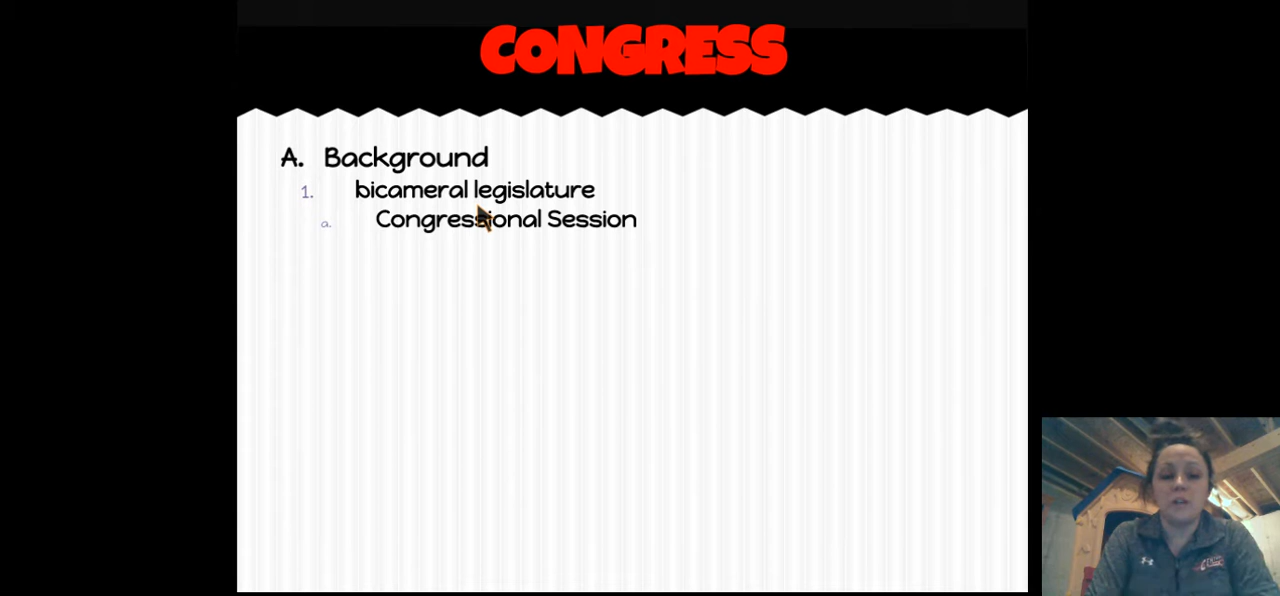 CONGRESS
A. Background
1. bicameral legislature
a. Congressional Session